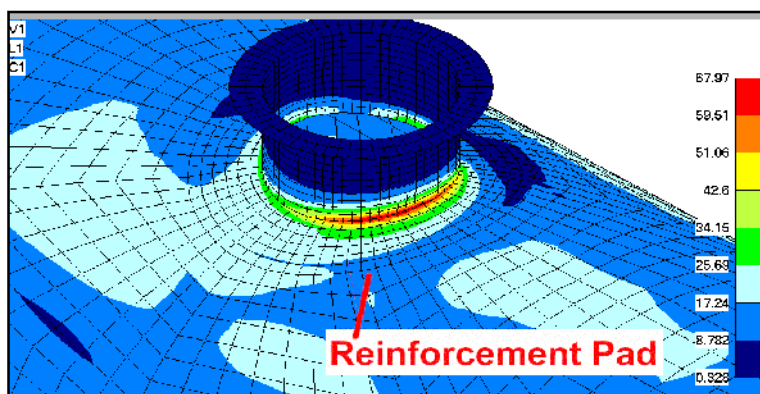 V1
L1
C1
67.97
59.51
51.06
42.6
34.15
25.69
17.24
8.782
0.328
Reinforcement Pad